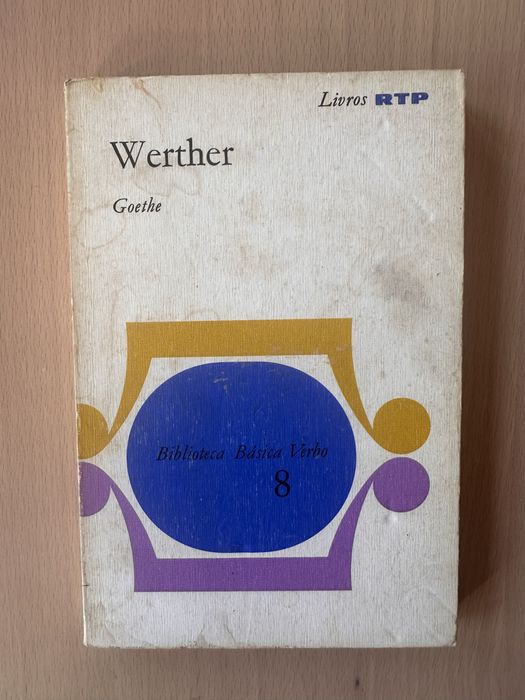 Livros RTP
Werther
Goethe
Biblioteca Básica Verbo
8